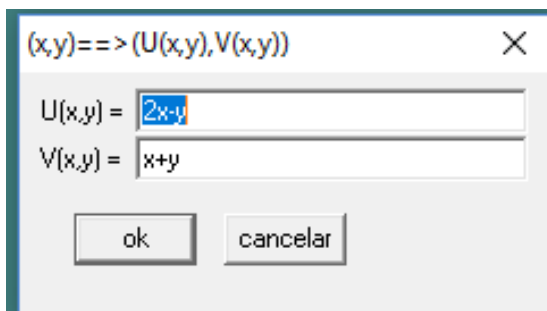 (x,y)==>(U(x,y),V(x,y))
U(x,y) = 2x-y
V(x,y) = x+y
ok cancelar